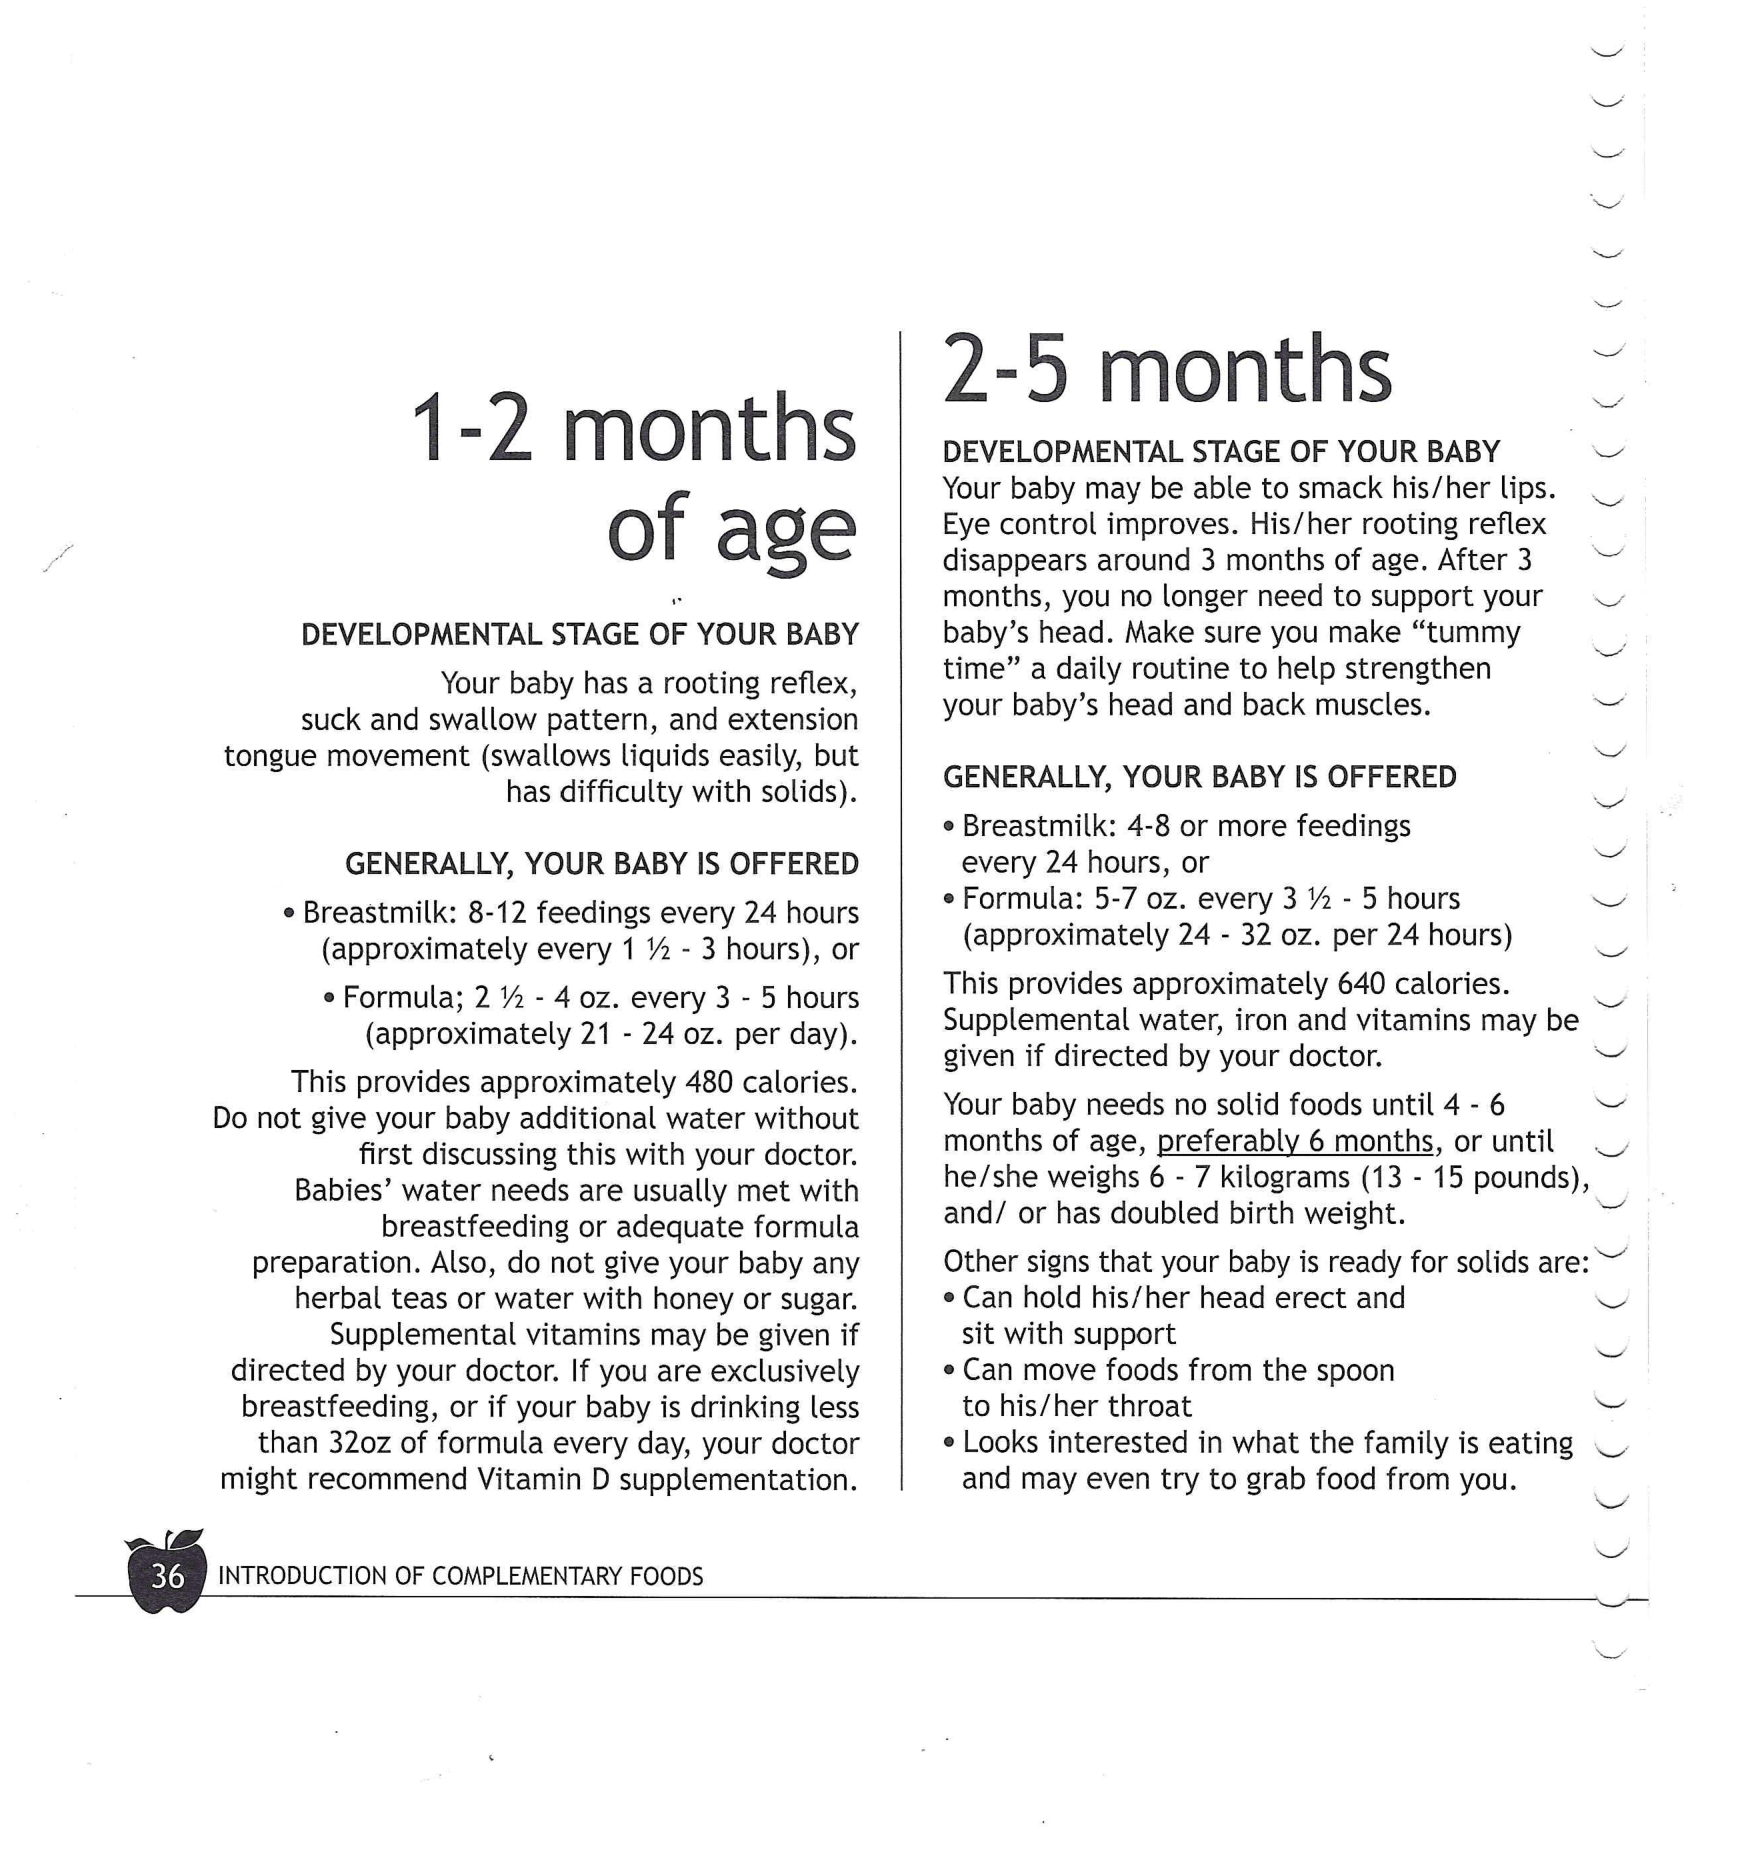 1-2 months
of age
DEVELOPMENTAL STAGE OF YOUR BABY
Your baby has a rooting reflex,
suck and swallow pattern, and extension
tongue movement (swallows liquids easily, but
has difficulty with solids).
GENERALLY, YOUR BABY IS OFFERED
• Breastmilk: 8-12 feedings every 24 hours
(approximately every 1 ½ - 3 hours), or
• Formula; 2 ½ - 4 oz. every 3 - 5 hours
(approximately 21 - 24 oz. per day).
This provides approximately 480 calories.
Do not give your baby additional water without
first discussing this with your doctor.
Babies' water needs are usually met with
breastfeeding or adequate formula
preparation. Also, do not give your baby any
herbal teas or water with honey or sugar.
Supplemental vitamins may be given if
directed by your doctor. If you are exclusively
breastfeeding, or if your baby is drinking less
than 32oz of formula every day, your doctor
might recommend Vitamin D supplementation.
2-5 months
DEVELOPMENTAL STAGE OF YOUR BABY
Your baby may be able to smack his/her lips.
Eye control improves. His/her rooting reflex
disappears around 3 months of age. After 3
months, you no longer need to support your
baby's head. Make sure you make “tummy
time” a daily routine to help strengthen
your baby's head and back muscles.
GENERALLY, YOUR BABY IS OFFERED
• Breastmilk: 4-8 or more feedings
every 24 hours, or
• Formula: 5-7 oz. every 3 ½ - 5 hours
(approximately 24 - 32 oz. per 24 hours)
This provides approximately 640 calories.
Supplemental water, iron and vitamins may be
given if directed by your doctor.
Your baby needs no solid foods until 4 - 6
months of age, preferably 6 months, or until
he/she weighs 6 - 7 kilograms (13 - 15 pounds),
and/ or has doubled birth weight.
Other signs that your baby is ready for solids are:
• Can hold his/her head erect and
sit with support
• Can move foods from the spoon
to his/her throat
• Looks interested in what the family is eating
and may even try to grab food from you.
36 INTRODUCTION OF COMPLEMENTARY FOODS